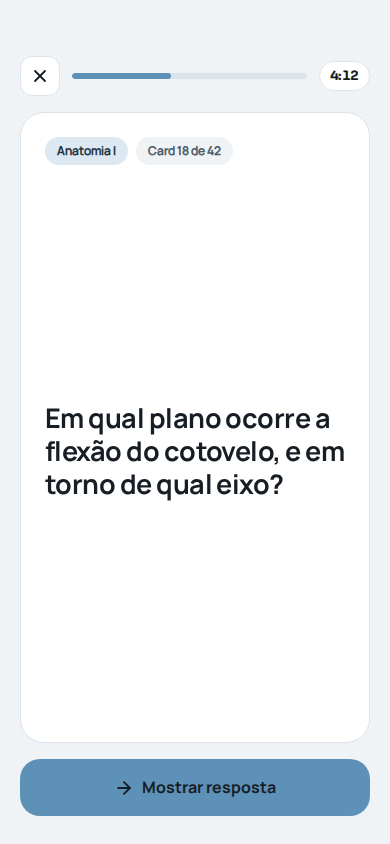 4:12
Anatomia I
Card 18 de 42
Em qual plano ocorre a
flexão do cotovelo, e em
torno de qual eixo?
Mostrar resposta